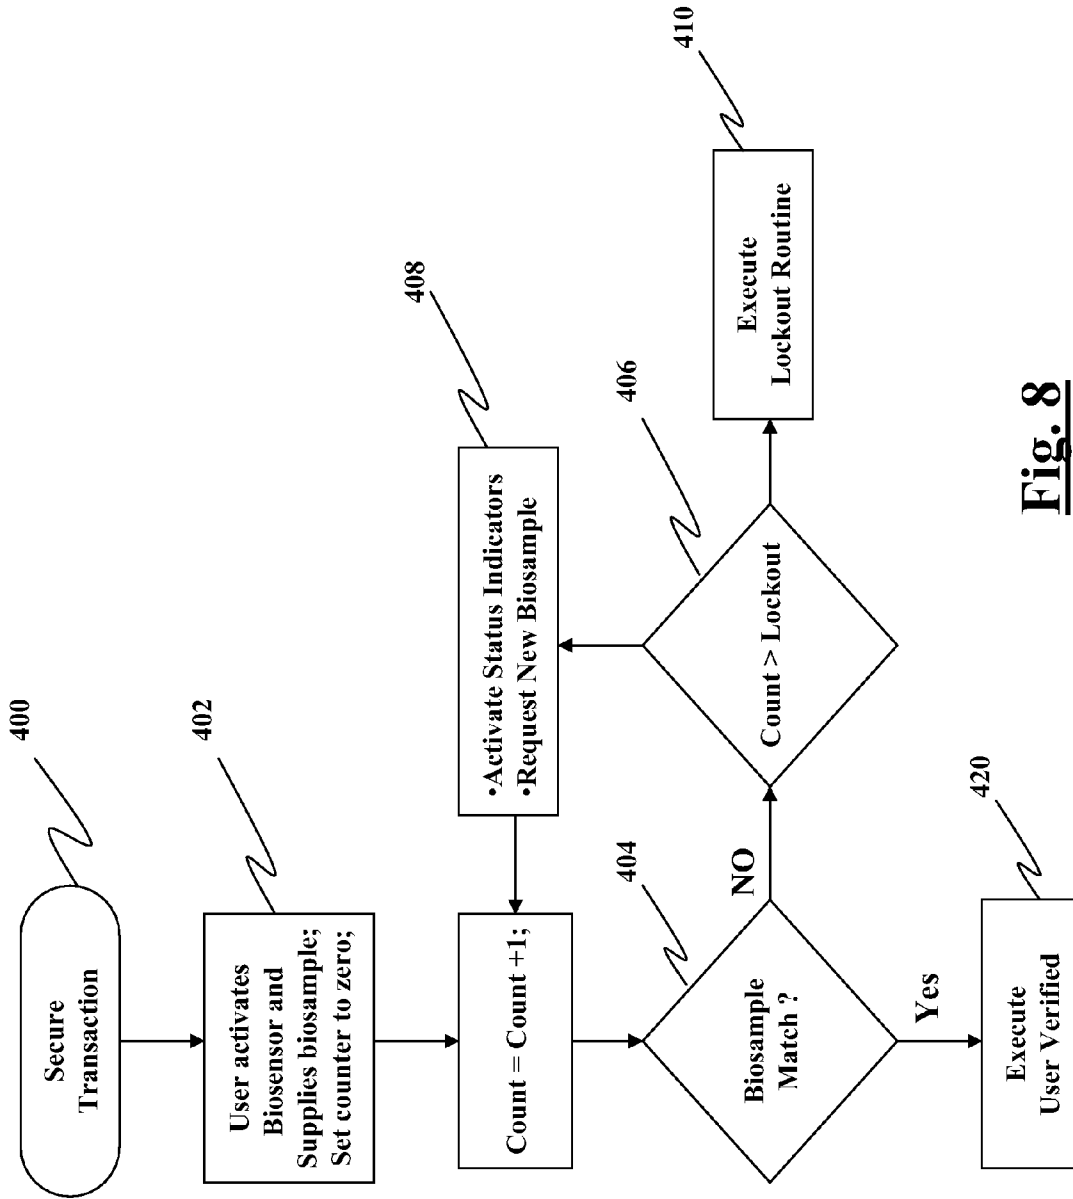 400
Secure
Transaction
402
User activates
Biosensor and
Supplies biosample;
Set counter to zero;
408
•Activate Status Indicators
•Request New Biosample
Count = Count +1;
404
Biosample
Match ?
NO
406
Count > Lockout
410
Execute
Lockout Routine
Yes
420
Execute
User Verified
Fig. 8